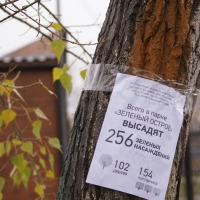 Всего в парке
«ЗЕЛЕНЫЙ ОСТРОВ»
ВЫСАДЯТ
256 ЗЕЛЕНЫХ
НАСАЖДЕНИЙ
102 154